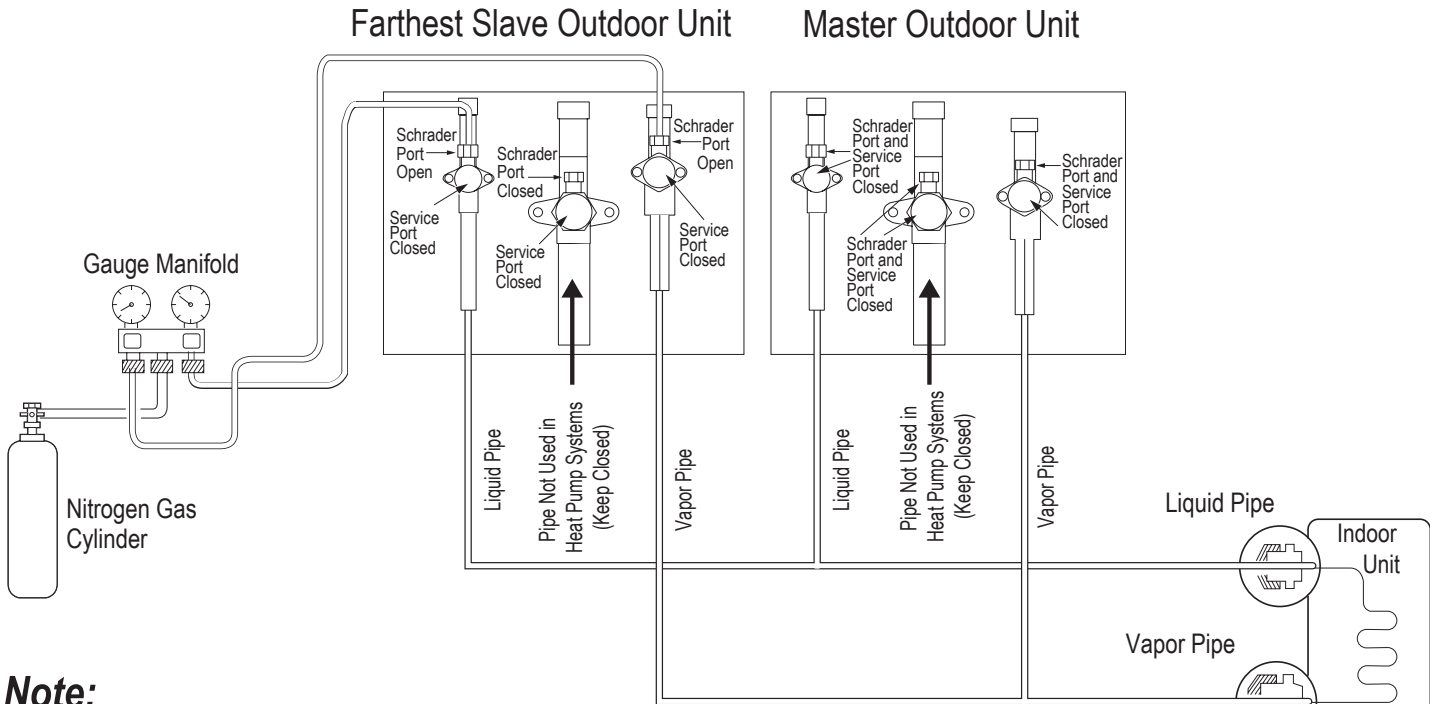 Farthest Slave Outdoor Unit
Master Outdoor Unit
Schrader
Port
Open
Schrader
Port
Closed
Schrader
Port
Open
Service
Port
Closed
Service
Port
Closed
Service
Port
Closed
Schrader
Port and
Service
Port
Closed
Schrader
Port and
Service
Port
Closed
Schrader
Port and
Service
Port
Closed
Gauge Manifold
Nitrogen Gas
Cylinder
Liquid Pipe
Pipe Not Used in
Heat Pump Systems
(Keep Closed)
Vapor Pipe
Liquid Pipe
Pipe Not Used in
Heat Pump Systems
(Keep Closed)
Vapor Pipe
Liquid Pipe
Indoor
Unit
Vapor Pipe
Note: